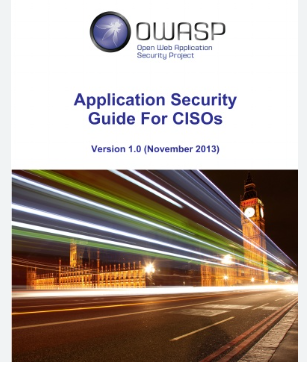 OWASP
Open Web Application
Security Project
Application Security
Guide For CISOs
Version 1.0 (November 2013)